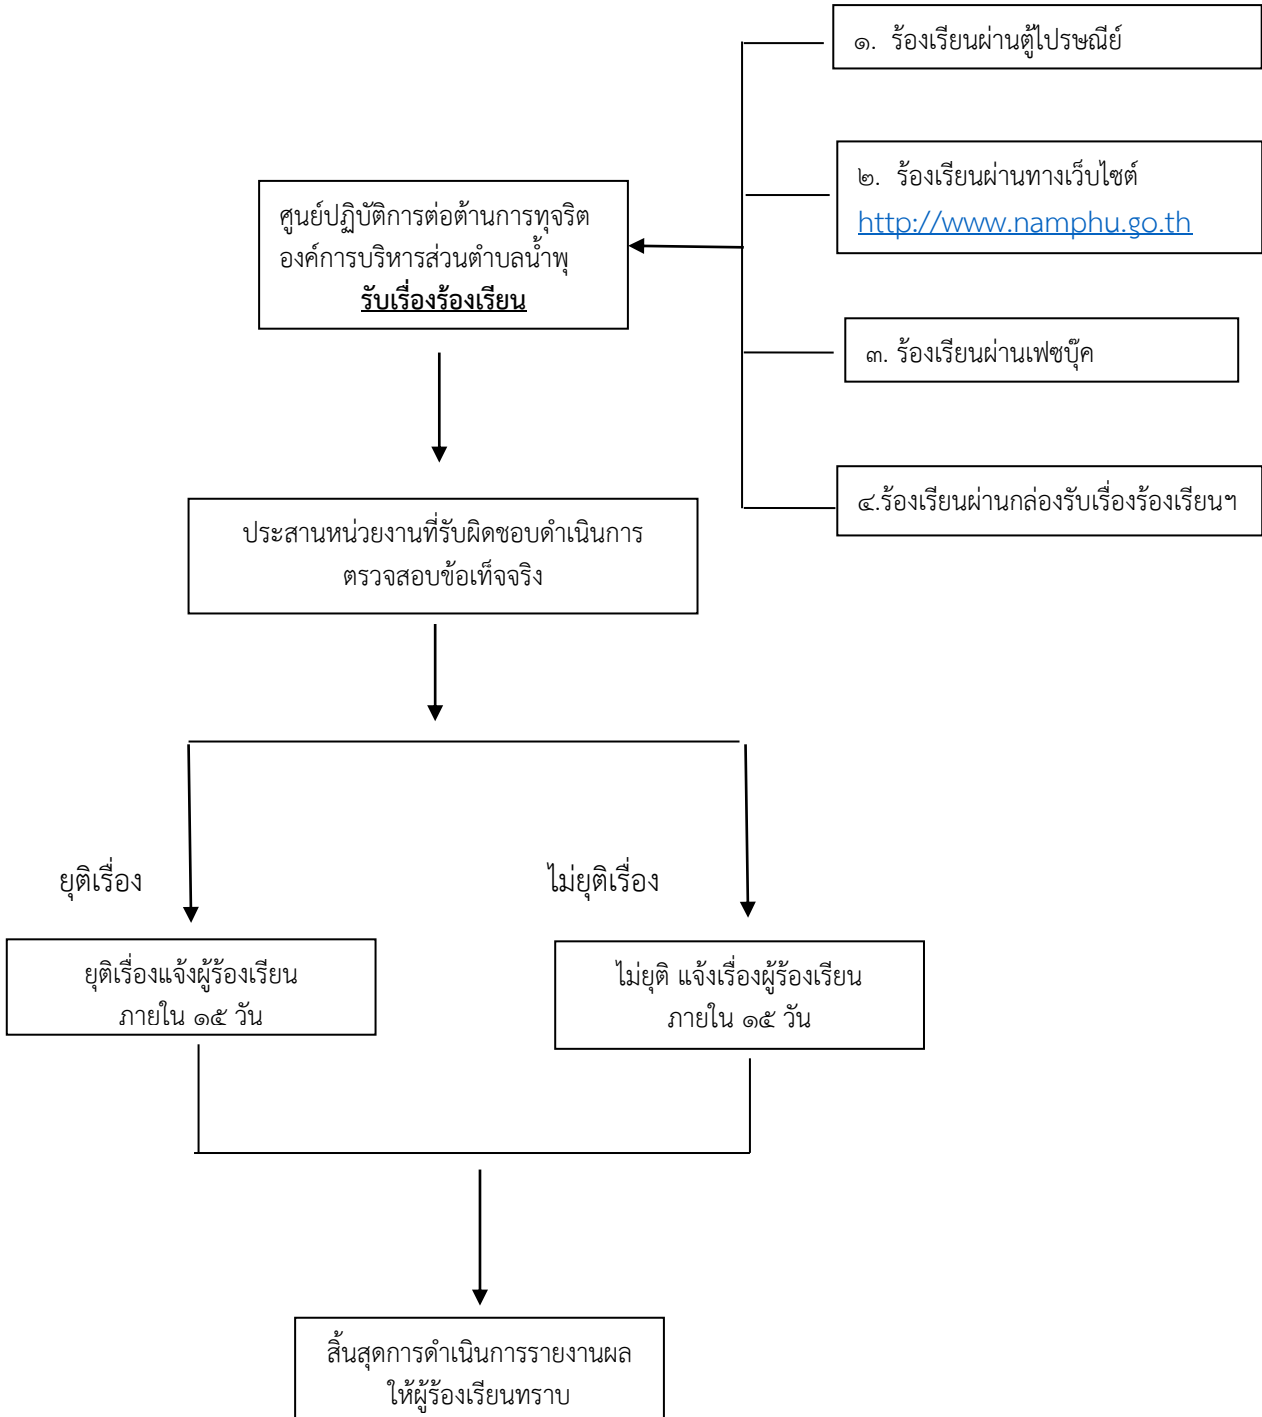 ๑. ร้องเรียนผ่านตู้ไปรษณีย์
๒. ร้องเรียนผ่านทางเว็บไซต์
http://www.namphu.go.th
ศูนย์ปฏิบัติการต่อต้านการทุจริต
องค์การบริหารส่วนตำบลน้ำพุ
รับเรื่องร้องเรียน
๓. ร้องเรียนผ่านเฟซบุ๊ค
๔.ร้องเรียนผ่านกล่องรับเรื่องร้องเรียนฯ
ประสานหน่วยงานที่รับผิดชอบดำเนินการ
ตรวจสอบข้อเท็จจริง
ยุติเรื่อง
ไม่ยุติเรื่อง
ยุติเรื่องแจ้งผู้ร้องเรียน
ภายใน ๑๕ วัน
ไม่ยุติ แจ้งเรื่องผู้ร้องเรียน
ภายใน ๑๕ วัน
สิ้นสุดการดำเนินการรายงานผล
ให้ผู้ร้องเรียนทราบ